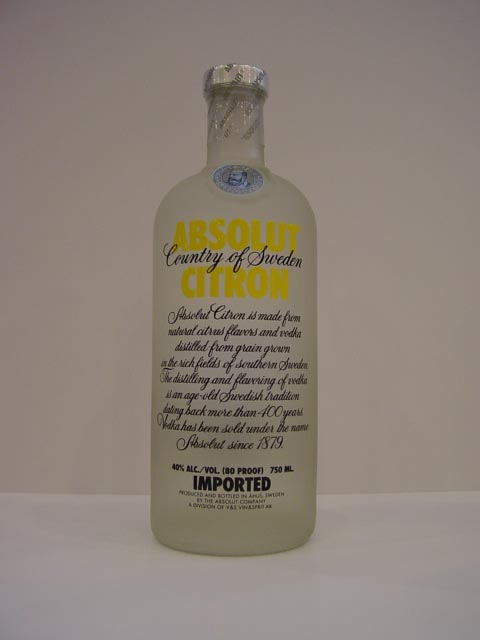 ABSOLUT
Country of Sweden
CITRON
Absolut Citron is made from
natural citrus flavors and vodka
distilled from grain grown
in the rich fields of southern Sweden.
The distilling and flavoring of vodka
is an age-old Swedish tradition
dating back more than 400 years.
Vodka has been sold under the name
Absolut since 1879.
40% ALC./VOL. (80 PROOF) 750 ML.
IMPORTED
PRODUCED AND BOTTLED IN ÅHUS, SWEDEN
BY THE ABSOLUT COMPANY
A DIVISION OF V&S VIN&SPRIT AB